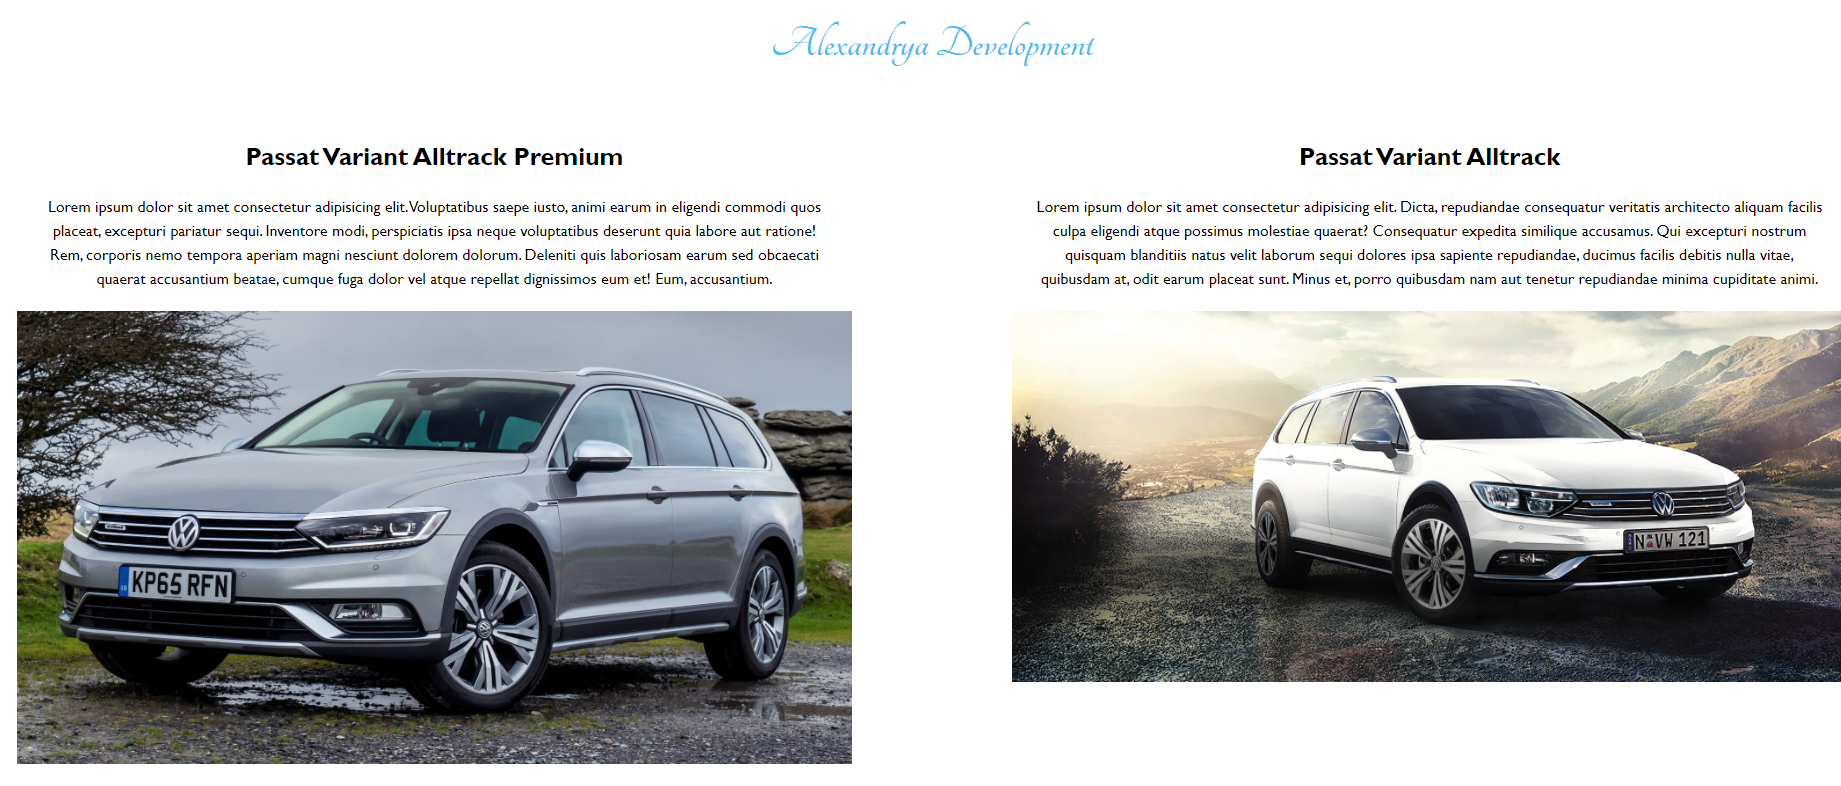 Alexandrya Development
Passat Variant Alltrack Premium
Lorem ipsum dolor sit amet consectetur adipisicing elit. Voluptatibus saepe iusto, animi earum in eligendi commodi quos
placeat, excepturi pariatur sequi. Inventore modi, perspiciatis ipsa neque voluptatibus deserunt quia labore aut ratione!
Rem, corporis nemo tempora aperiam magni nesciunt dolorem dolorum. Deleniti quis laboriosam earum sed obcaecati
quaerat accusantium beatae, cumque fuga dolor vel atque repellat dignissimos eum et! Eum, accusantium.
KP65 RFN
Passat Variant Alltrack
Lorem ipsum dolor sit amet consectetur adipisicing elit. Dicta, repudiandae consequatur veritatis architecto aliquam facilis
culpa eligendi atque possimus molestiae quaerat? Consequatur expedita similique accusamus. Qui excepturi nostrum
quisquam blanditiis natus velit laborum sequi dolores ipsa sapiente repudiandae, ducimus facilis debitis nulla vitae,
quibusdam at, odit earum placeat sunt. Minus et, porro quibusdam nam aut tenetur repudiandae minima cupiditate animi.
N VW 121